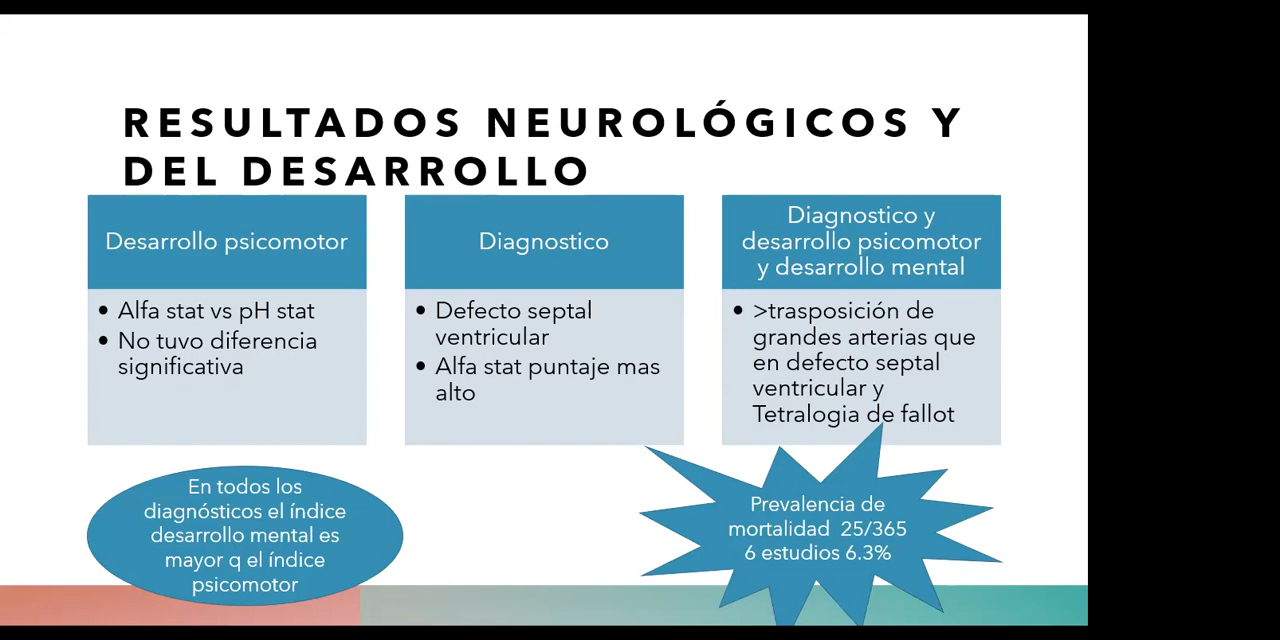 RESULTADOS NEUROLÓGICOS Y
DEL DESARROLLO
Desarrollo psicomotor
• Alfa stat vs pH stat
• No tuvo diferencia
significativa
Diagnostico
• Defecto septal
ventricular
• Alfa stat puntaje mas
alto
Diagnostico y
desarrollo psicomotor
y desarrollo mental
• >trasposición de
grandes arterias que
en defecto septal
ventricular y
Tetralogia de fallot
En todos los
diagnósticos el índice
desarrollo mental es
mayor q el índice
psicomotor
Prevalencia de
mortalidad 25/365
6 estudios 6.3%